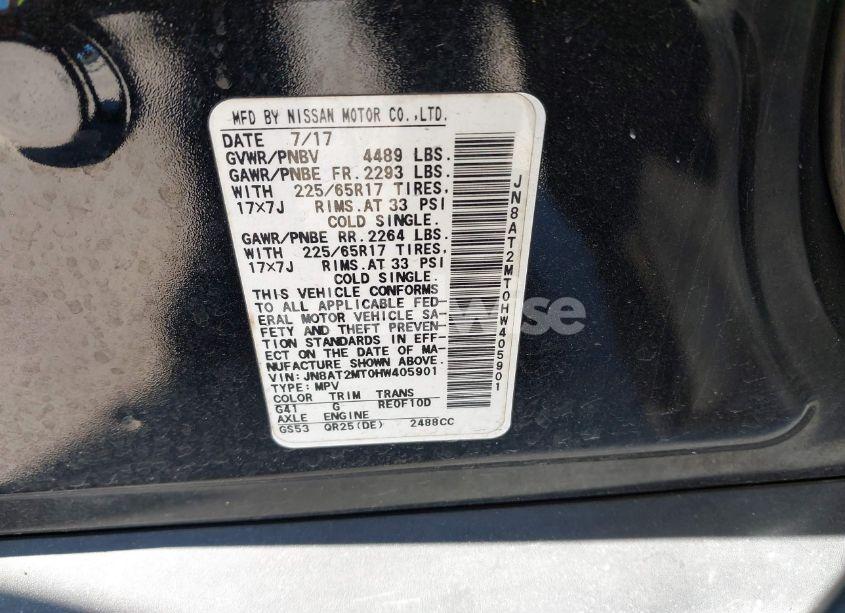 MFD BY NISSAN MOTOR CO.,LTD.
DATE 7/17
GVWR/PNBV 4489 LBS.
GAWR/PNBE FR. 2293 LBS.
WITH 225/65R17 TIRES,
17×7J RIMS.AT 33 PSI
COLD SINGLE.
GAWR/PNBE RR. 2264 LBS.
WITH 225/65R17 TIRES,
17×7J RIMS.AT 33 PSI
COLD SINGLE.
THIS VEHICLE CONFORMS
TO ALL APPLICABLE FED-
ERAL MOTOR VEHICLE SA-
FETY AND THEFT PREVEN-
TION STANDARDS IN EFF-
ECT ON THE DATE OF MA-
NUFACTURE SHOWN ABOVE.
VIN: JN8AT2MT0HW405901
TYPE: MPV
COLOR TRIM TRANS
G41 G RE0F10D
AXLE ENGINE
GS53 QR25(DE) 2488CC
JN8AT2MT0HW405901